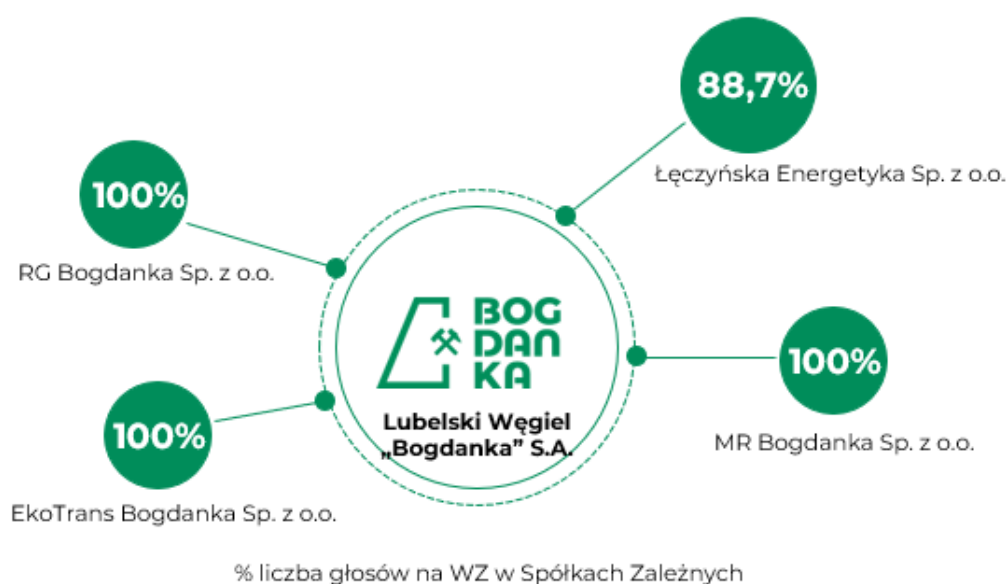 88,7%
Łęczyńska Energetyka Sp. z o.o.
100%
RG Bogdanka Sp. z o.o.
BOG
DAN
KA
Lubelski Węgiel
„Bogdanka” S.A.
100%
MR Bogdanka Sp. z o.o.
100%
EkoTrans Bogdanka Sp. z o.o.
% liczba głosów na WZ w Spółkach Zależnych